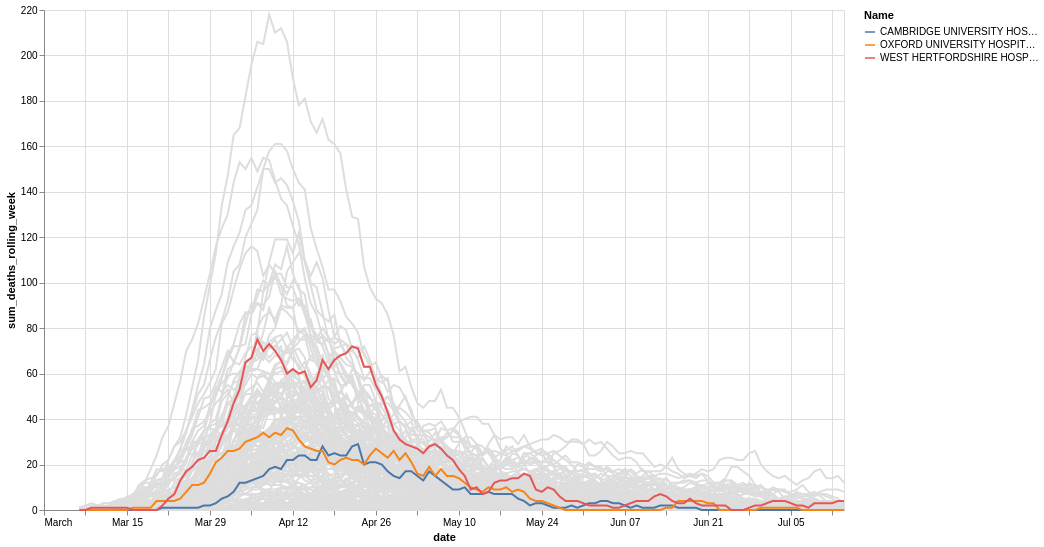 Name
CAMBRIDGE UNIVERSITY HOS…
OXFORD UNIVERSITY HOSPIT…
WEST HERTFORDSHIRE HOSP…
sum_deaths_rolling_week
220
200
180
160
140
120
100
80
60
40
20
0
March
Mar 15
Mar 29
Apr 12
Apr 26
May 10
May 24
Jun 07
Jun 21
Jul 05
date